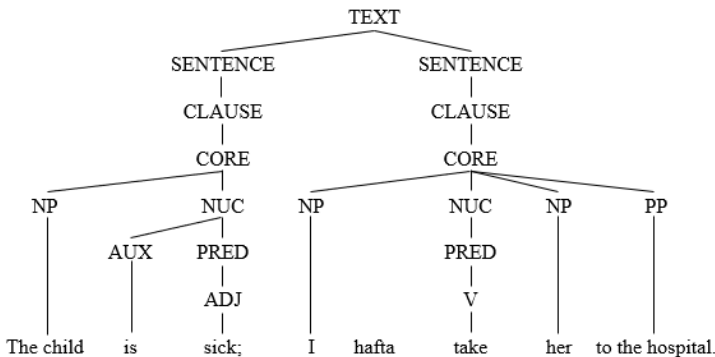 TEXT
SENTENCE SENTENCE
CLAUSE CLAUSE
CORE CORE
NP NUC NP NUC NP PP
AUX PRED PRED
ADJ V
The child is sick; I hafta take her to the hospital.